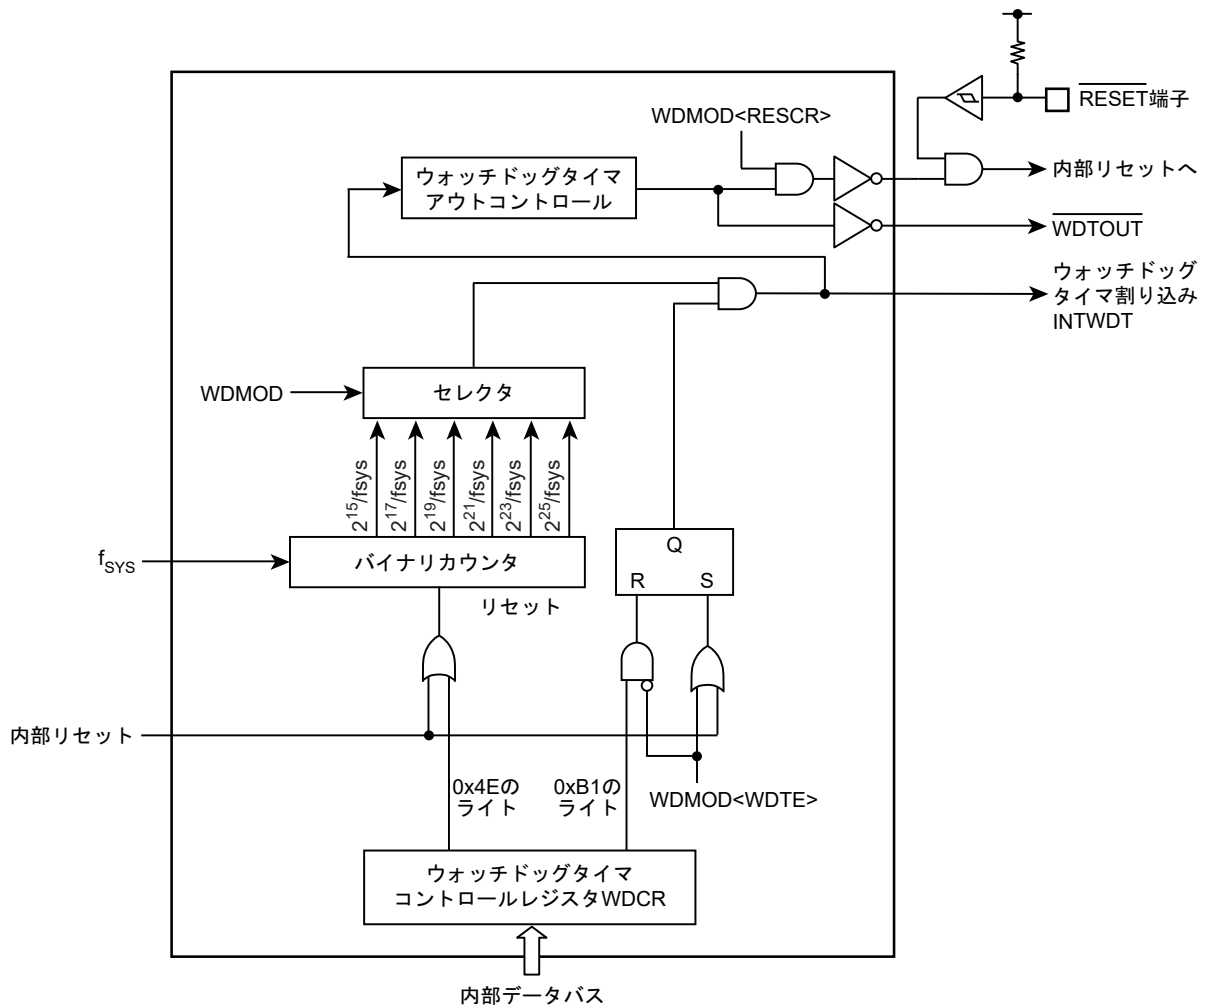 RESET端子
WDMOD<RESCR>
ウォッチドッグタイマ
アウトコントロール
内部リセットへ
WDTOUT
ウォッチドッグ
タイマ割り込み
INTWDT
WDMOD
セレクタ
2^15/fsys
2^17/fsys
2^19/fsys
2^21/fsys
2^23/fsys
2^25/fsys
fSYS
バイナリカウンタ
リセット
Q
R
S
内部リセット
0x4Eの
ライト
0xB1の
ライト
WDMOD<WDTE>
ウォッチドッグタイマ
コントロールレジスタWDCR
内部データバス